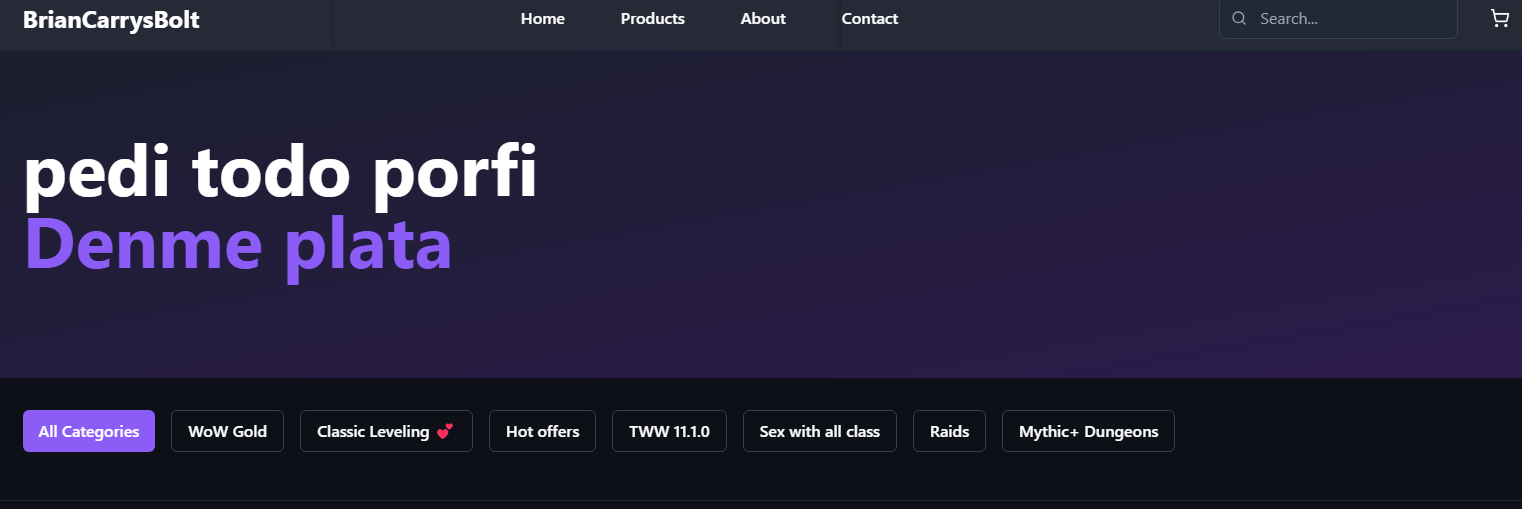 BrianCarrysBolt Home Products About Contact Search...
pedi todo porfi
Denme plata
All Categories WoW Gold Classic Leveling 💕 Hot offers TWW 11.1.0 Sex with all class Raids Mythic+ Dungeons